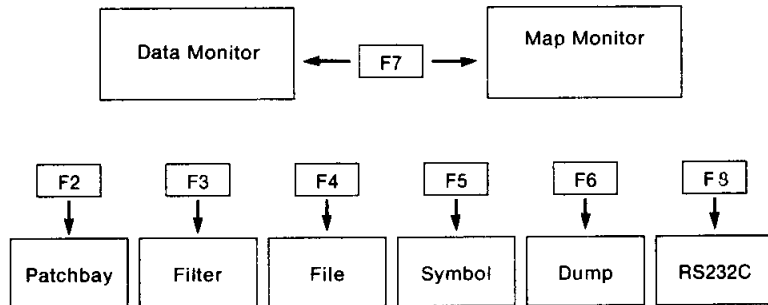 Data Monitor
F7
Map Monitor
F2
F3
F4
F5
F6
F8
Patchbay
Filter
File
Symbol
Dump
RS232C